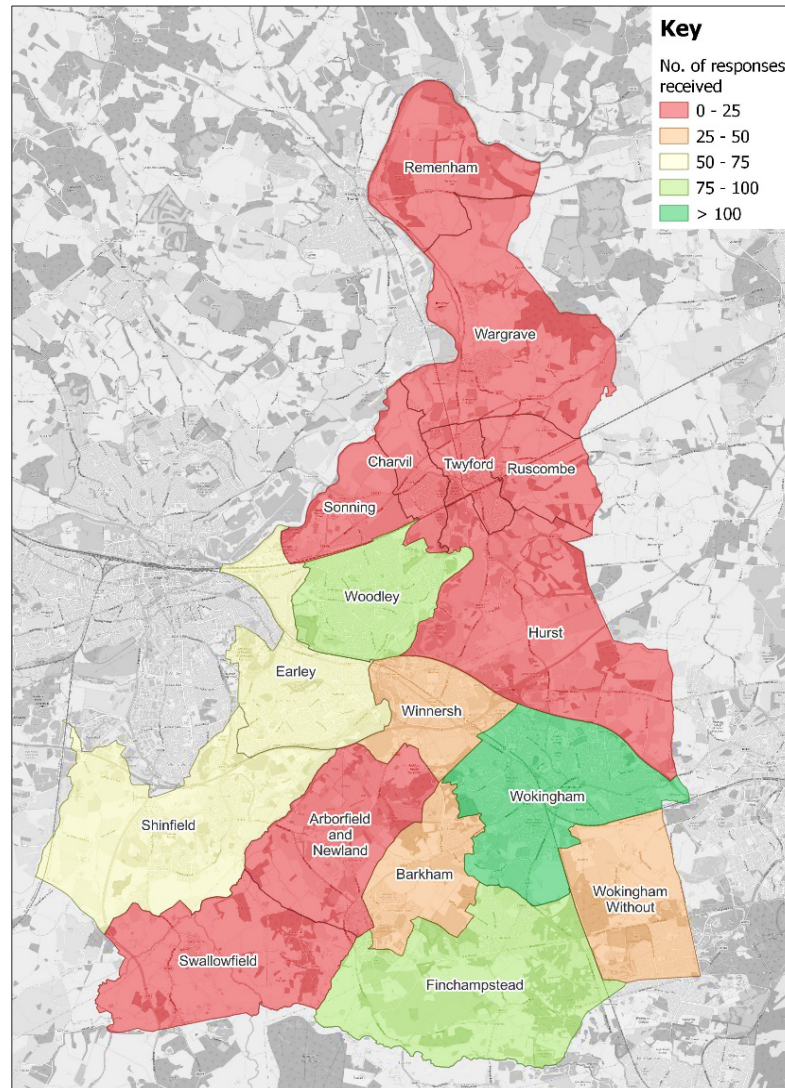 Key
No. of responses
received
0 - 25
25 - 50
50 - 75
75 - 100
> 100
Remenham
Wargrave
Charvil
Twyford
Ruscombe
Sonning
Woodley
Hurst
Earley
Winnersh
Wokingham
Shinfield
Arborfield
and
Newland
Barkham
Wokingham
Without
Swallowfield
Finchampstead